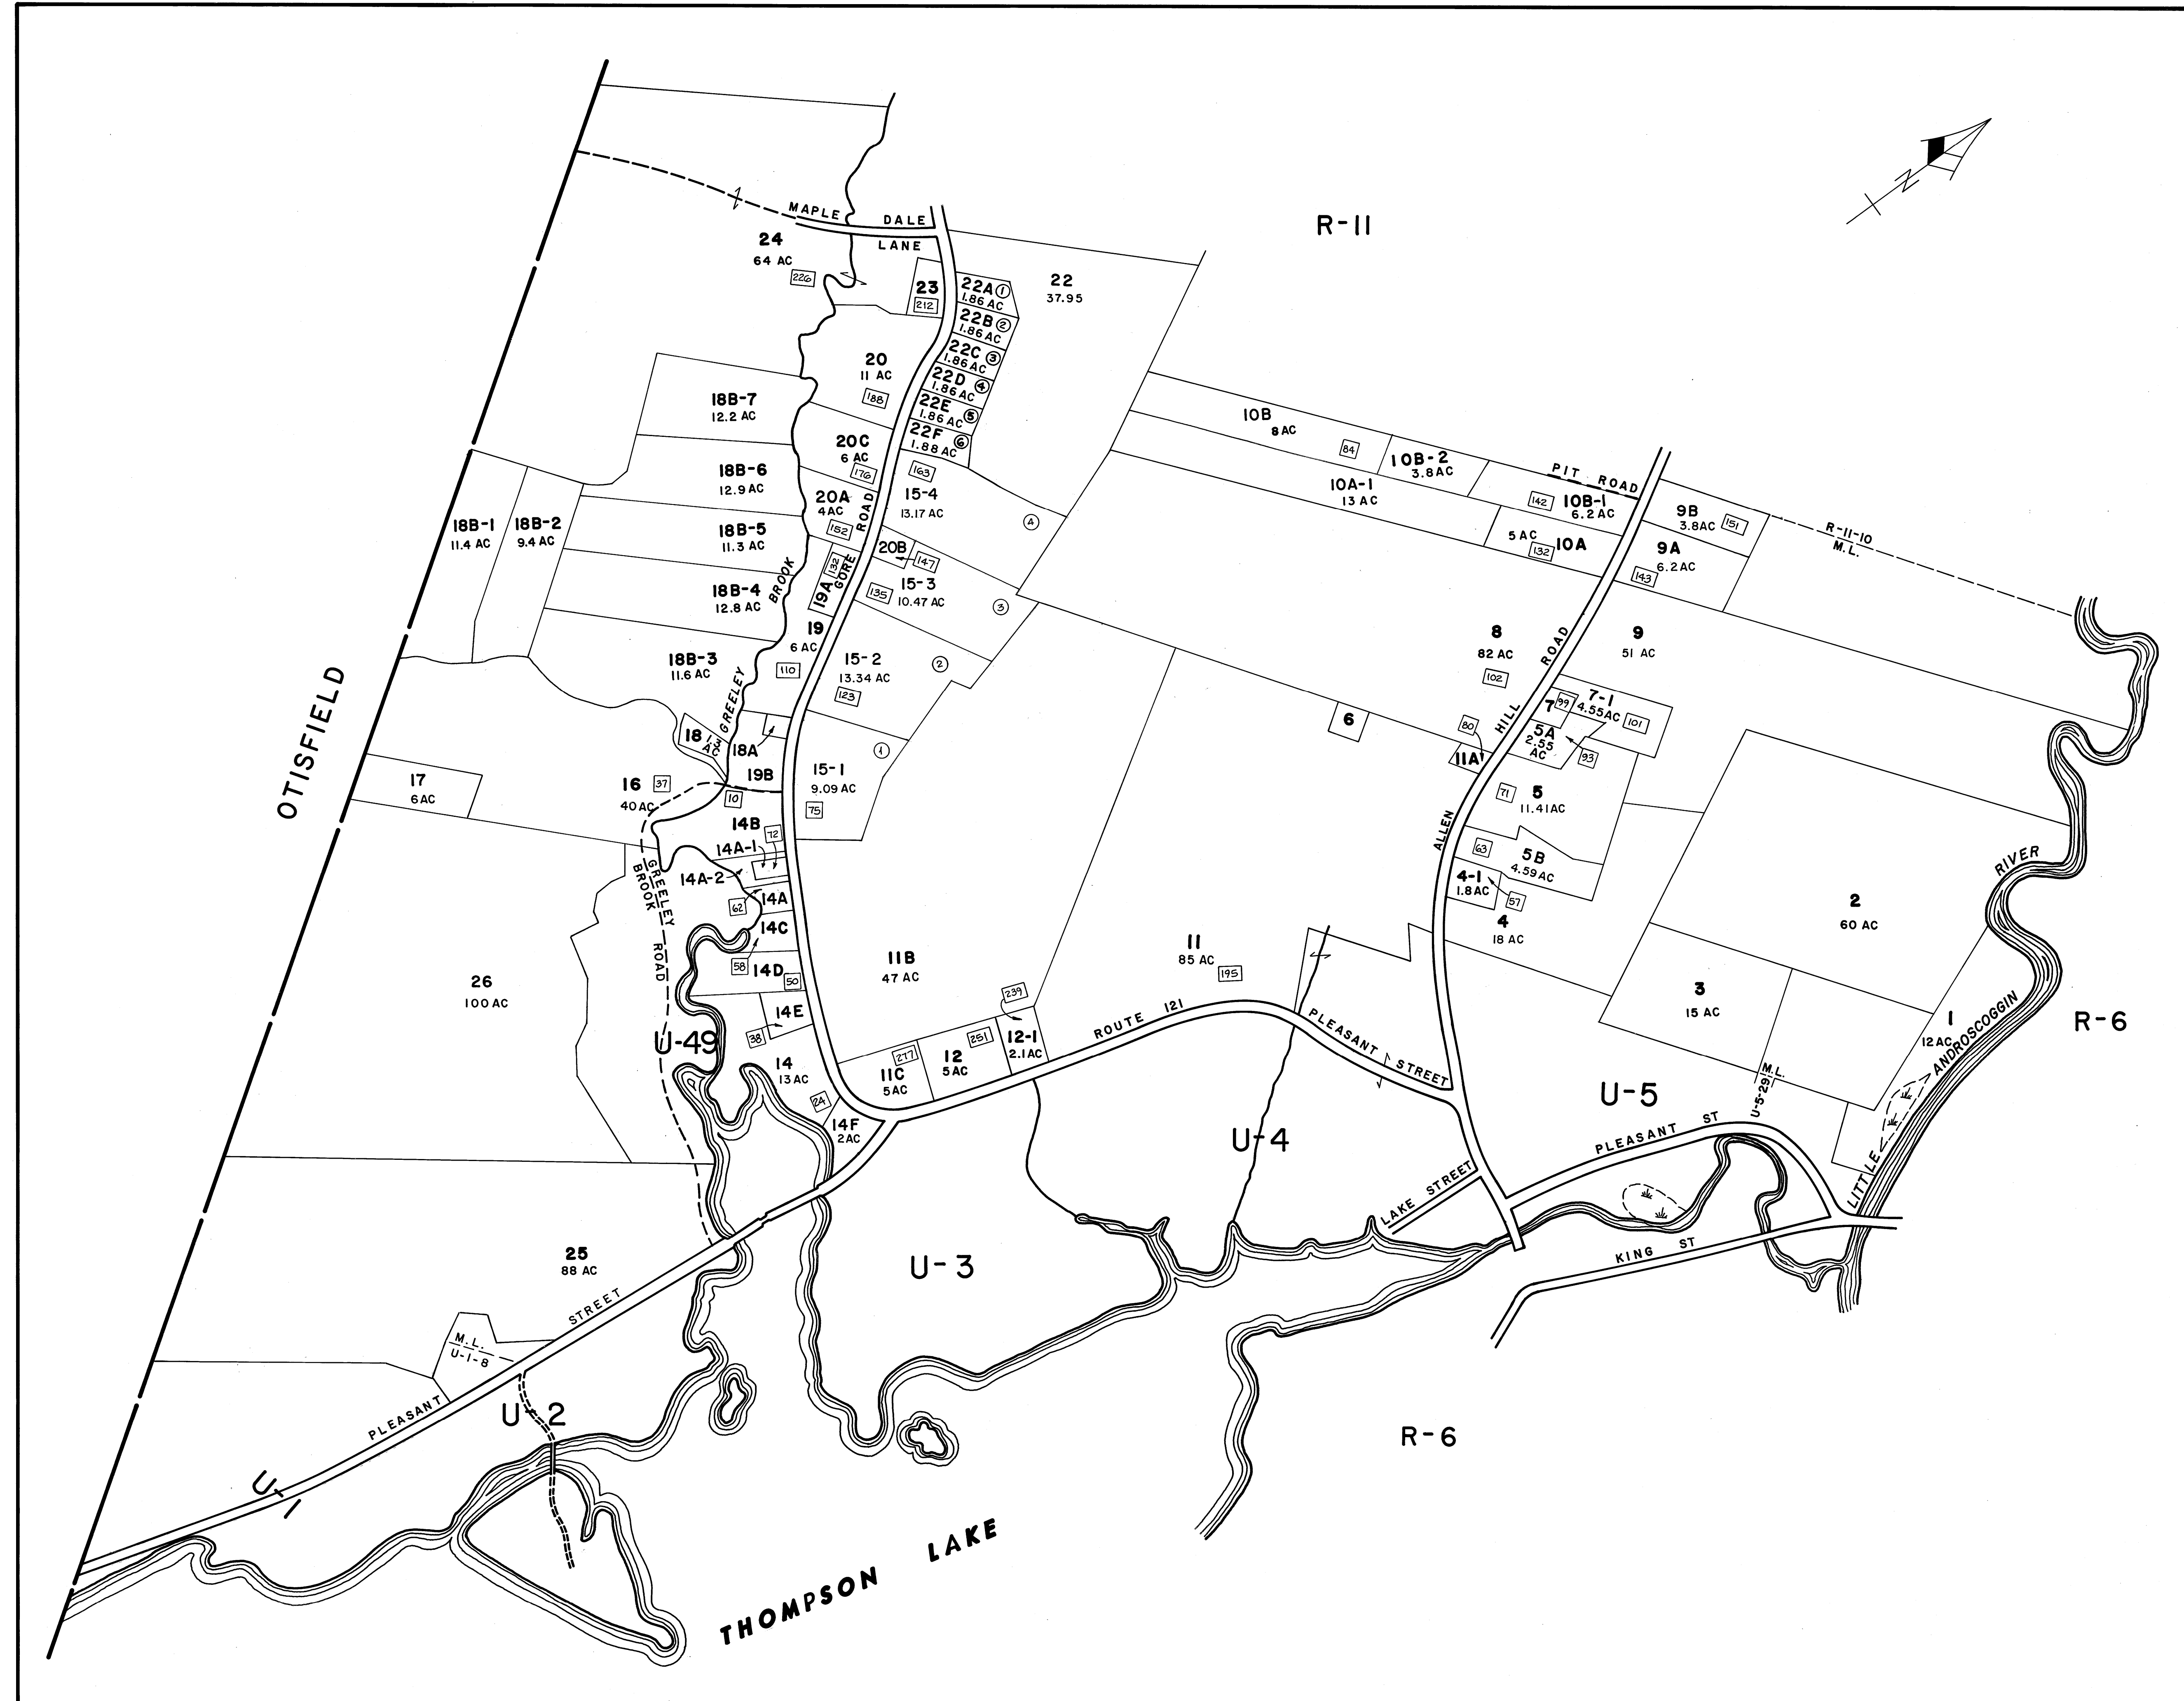 R-11
MAPLE DALE
LANE
24
64 AC
226
23
212
22A 1
1.86 AC
22B 2
1.86 AC
22C 3
1.86 AC
22D 4
1.86 AC
22E 5
1.86 AC
22F 6
1.88 AC
22
37.95
20
11 AC
188
20C
6 AC
176
20A
4AC
152
18B-7
12.2 AC
18B-6
12.9 AC
18B-5
11.3 AC
18B-4
12.8 AC
18B-3
11.6 AC
18B-1
11.4 AC
18B-2
9.4 AC
GREELEY BROOK
GORE ROAD
163
15-4
13.17 AC
4
20B
147
135
15-3
10.47 AC
3
132
19A
19
6 AC
110
15-2
13.34 AC
123
2
18
1.3
AC
18A
19B
15-1
9.09 AC
75
1
OTISFIELD
17
6 AC
16
37
40 AC
10
14B
72
14A-1
14A-2
62
14A
14C
58
14D
50
14E
38
14
13 AC
24
14F
2AC
GREELEY
BROOK
ROAD
U-49
26
100 AC
25
88 AC
M.L.
U-1-8
PLEASANT STREET
U-1
U-2
U-3
U-4
THOMPSON LAKE
11B
47 AC
11C
277
5AC
12
251
5 AC
12-1
239
2.1 AC
11
85 AC
195
ROUTE 121
PLEASANT STREET
10B
8 AC
84
10B-2
3.8 AC
10A-1
13 AC
PIT ROAD
142
10B-1
6.2 AC
5 AC
132
10A
9B
3.8AC
151
9A
6.2 AC
143
R-11-10
M.L.
8
82 AC
102
9
51 AC
ALLEN HILL ROAD
6
80
11A
7
99
7-1
4.55AC
101
5A
2.55
AC
93
71
5
11.41 AC
63
5B
4.59 AC
4-1
1.8 AC
57
4
18 AC
2
60 AC
3
15 AC
1
12 AC
LITTLE ANDROSCOGGIN RIVER
R-6
U-5
M.L.
U-5-29
PLEASANT ST
LAKE STREET
KING ST
R-6
N